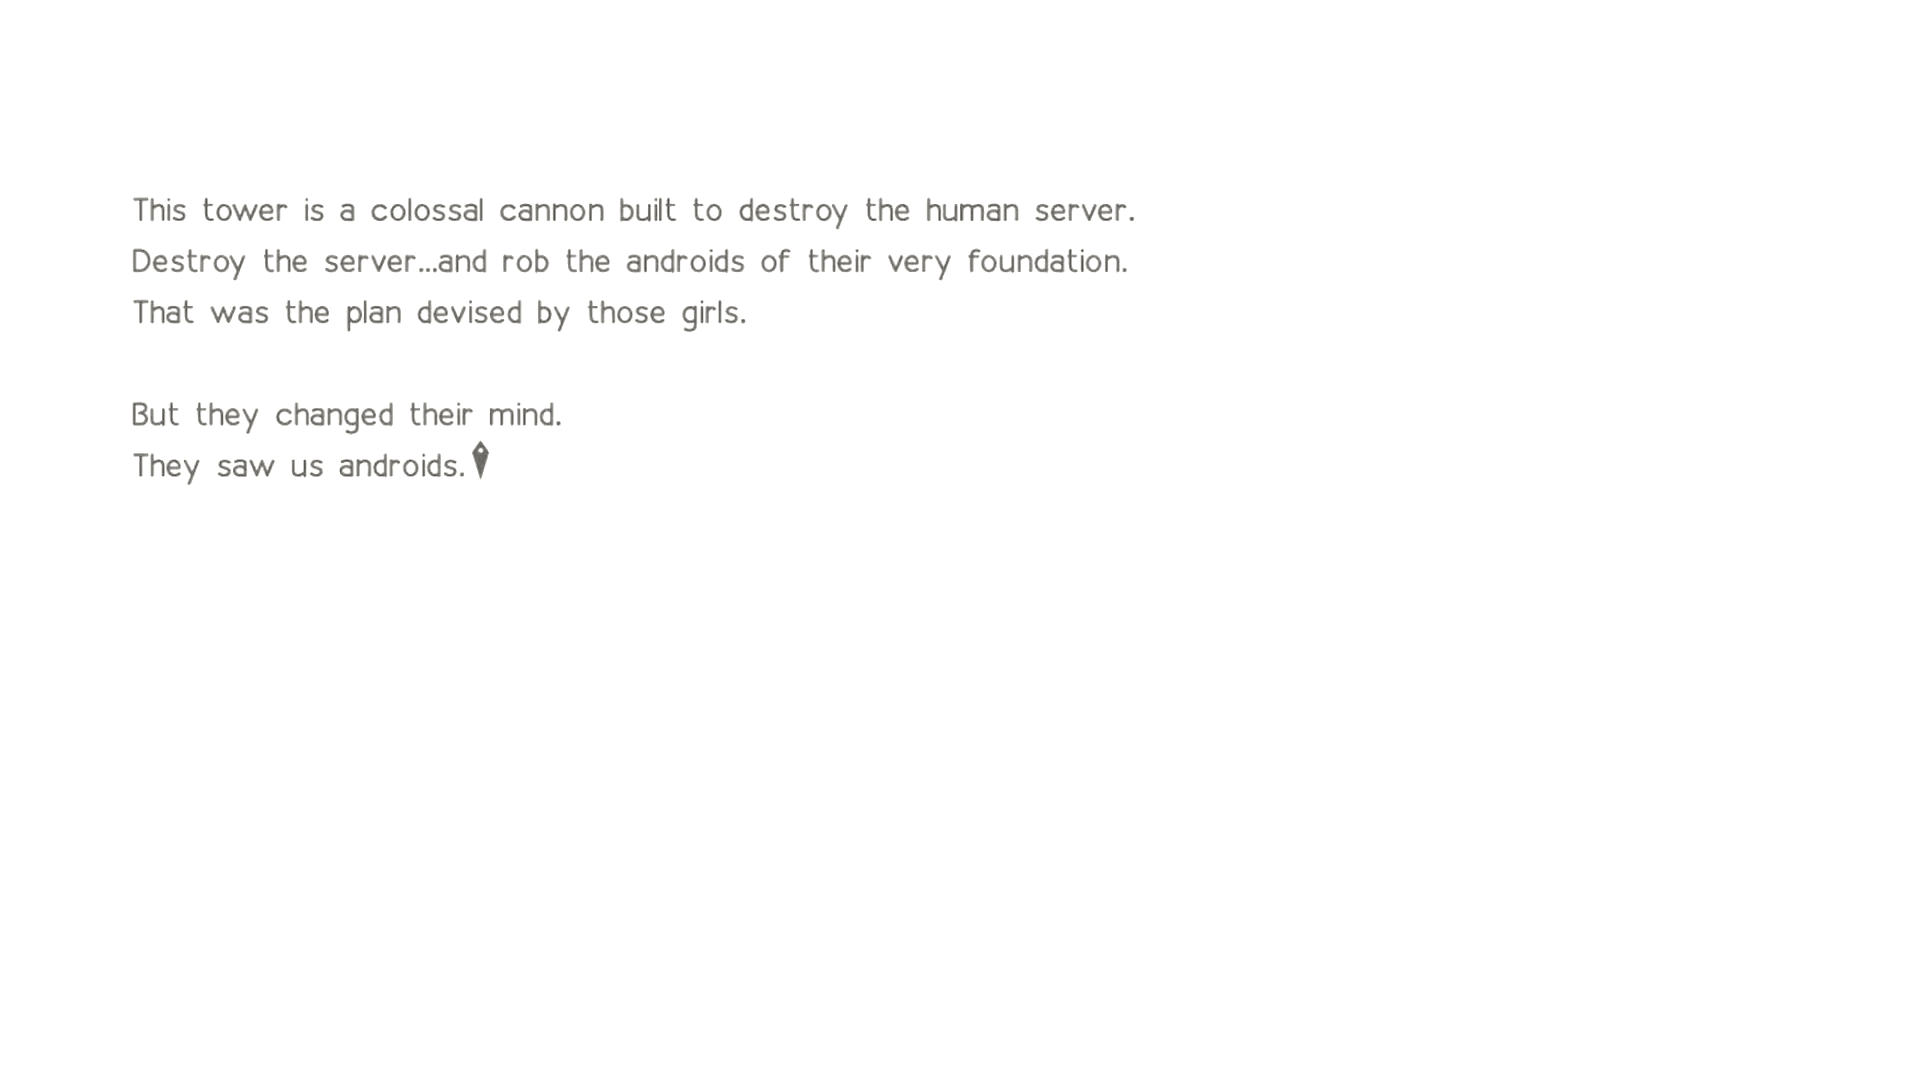 This tower is a colossal cannon built to destroy the human server.
Destroy the server...and rob the androids of their very foundation.
That was the plan devised by those girls.
But they changed their mind.
They saw us androids.